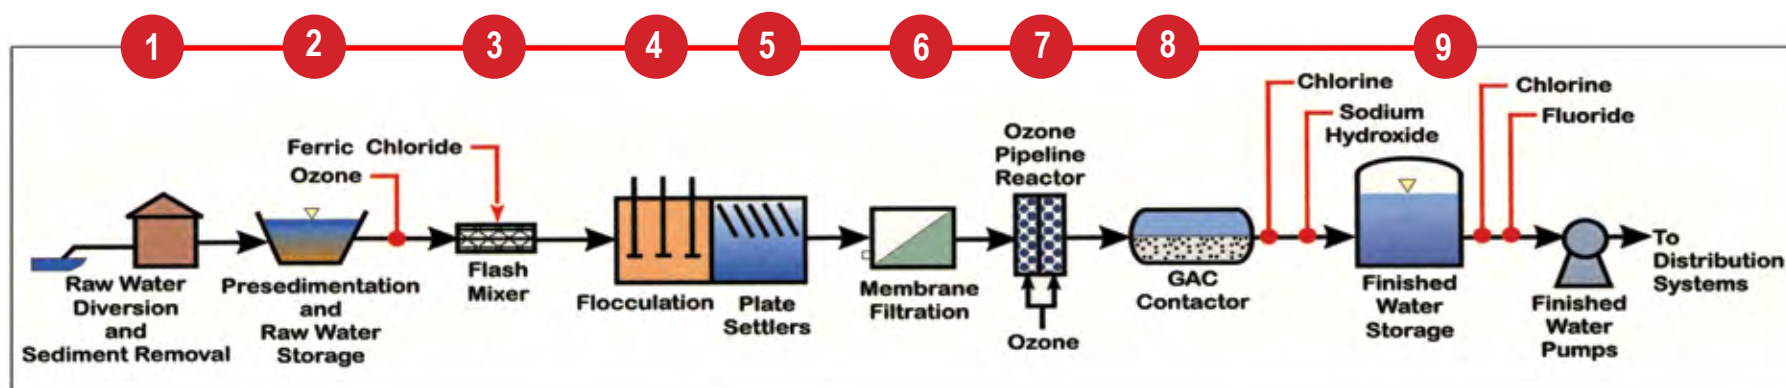 1 2 3 4 5 6 7 8 9
Ferric Chloride
Ozone
Raw Water
Diversion
and
Sediment Removal
Presedimentation
and
Raw Water
Storage
Flash
Mixer
Flocculation
Plate
Settlers
Membrane
Filtration
Ozone
Pipeline
Reactor
Ozone
GAC
Contactor
Chlorine
Sodium
Hydroxide
Finished
Water
Storage
Chlorine
Fluoride
Finished
Water
Pumps
To
Distribution
Systems